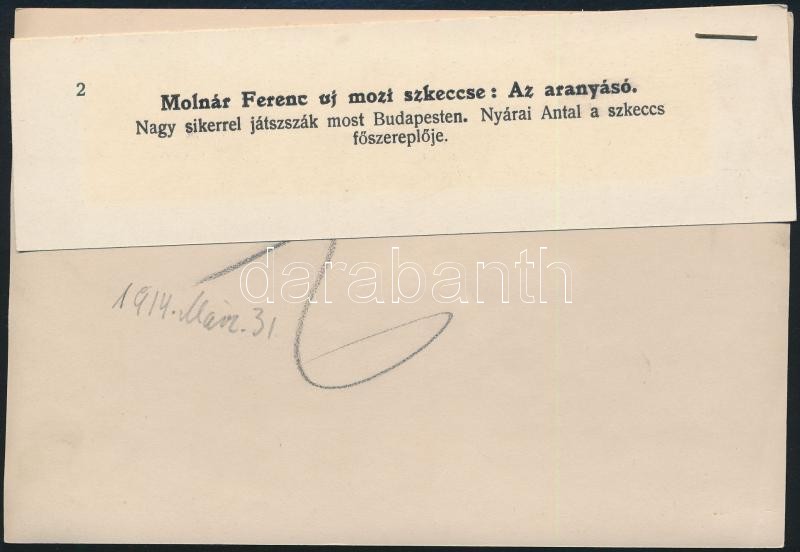 2
Molnár Ferenc uj mozi szkeccse: Az aranyásó.
Nagy sikerrel játszszák most Budapesten. Nyárai Antal a szkeccs
főszereplője.
darabanth
1914. Márc. 31.